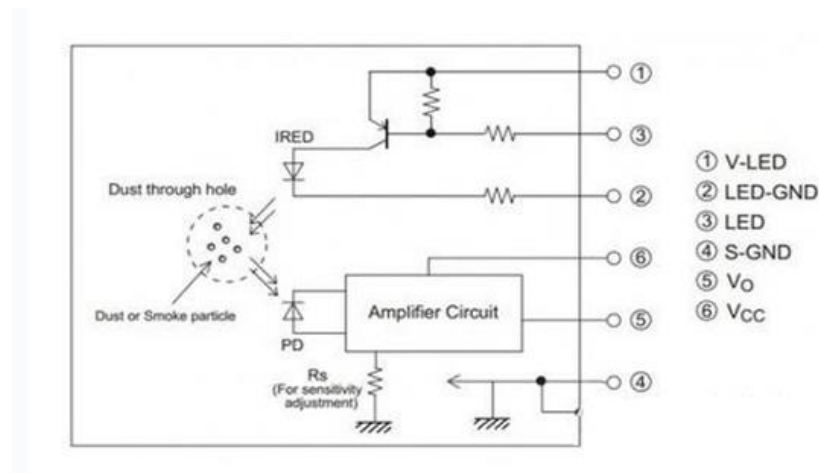 ①
IRED
③
Dust through hole
②
⑥
Amplifier Circuit
⑤
Dust or Smoke particle
PD
Rs
(For sensitivity
adjustment)
④
① V-LED
② LED-GND
③ LED
④ S-GND
⑤ VO
⑥ VCC